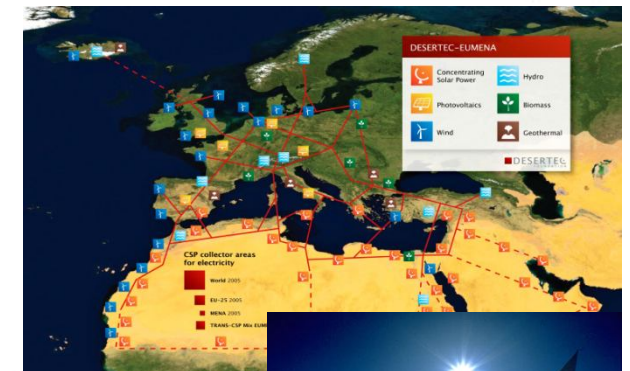 DESERTEC-EUMENA
Concentrating
Solar Power
Hydro
Photovoltaics
Biomass
Wind
Geothermal
DESERTEC
CSP collector areas
for electricity
World 2005
EU-25 2005
MENA 2005
TRANS-CSP Mix